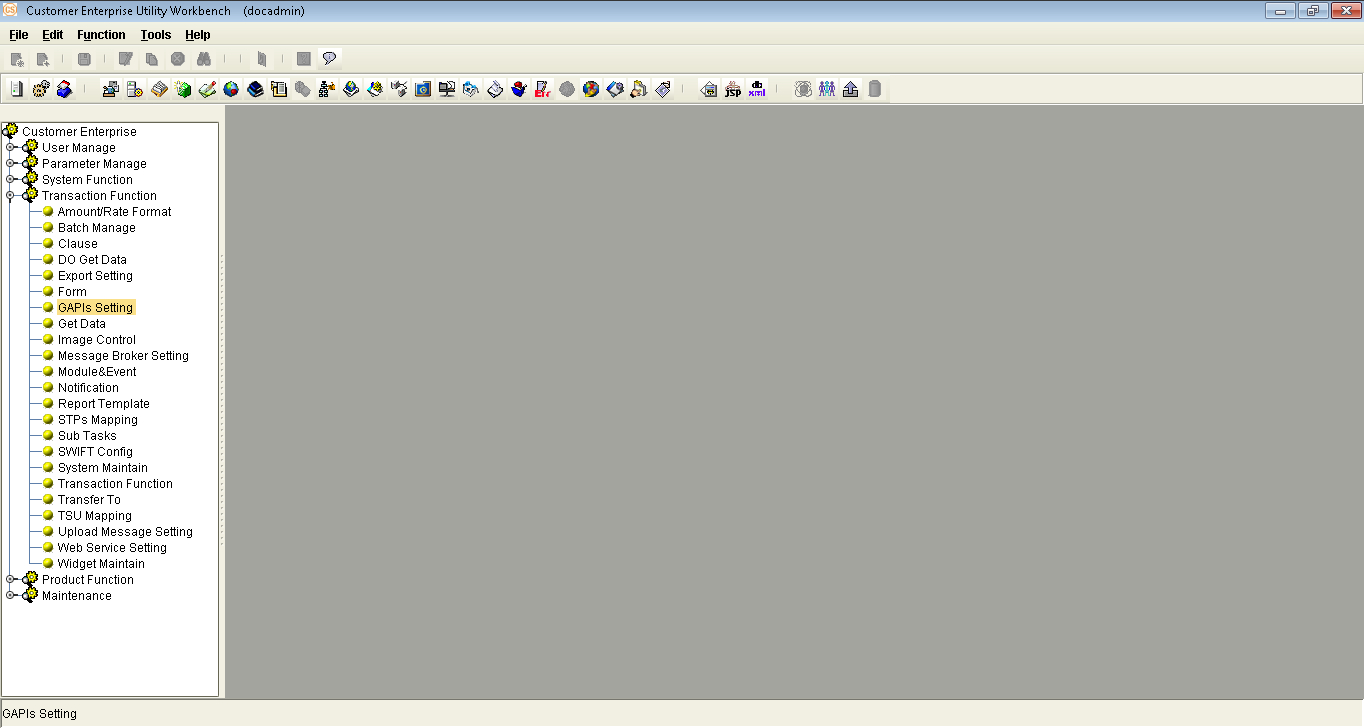 CS Customer Enterprise Utility Workbench (docadmin)
File Edit Function Tools Help
jSp xml
Customer Enterprise
User Manage
Parameter Manage
System Function
Transaction Function
Amount/Rate Format
Batch Manage
Clause
DO Get Data
Export Setting
Form
GAPIs Setting
Get Data
Image Control
Message Broker Setting
Module&Event
Notification
Report Template
STPs Mapping
Sub Tasks
SWIFT Config
System Maintain
Transaction Function
Transfer To
TSU Mapping
Upload Message Setting
Web Service Setting
Widget Maintain
Product Function
Maintenance
GAPIs Setting